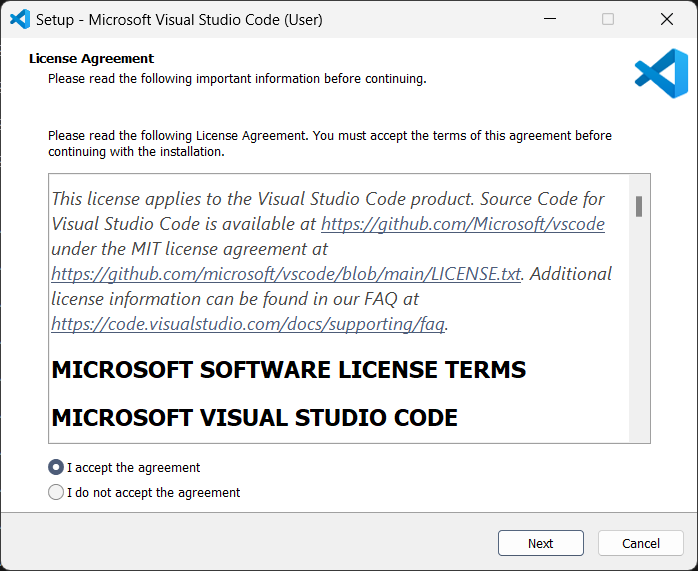 Setup - Microsoft Visual Studio Code (User)
License Agreement
Please read the following important information before continuing.
Please read the following License Agreement. You must accept the terms of this agreement before
continuing with the installation.
This license applies to the Visual Studio Code product. Source Code for
Visual Studio Code is available at https://github.com/Microsoft/vscode
under the MIT license agreement at
https://github.com/microsoft/vscode/blob/main/LICENSE.txt. Additional
license information can be found in our FAQ at
https://code.visualstudio.com/docs/supporting/faq.
MICROSOFT SOFTWARE LICENSE TERMS
MICROSOFT VISUAL STUDIO CODE
I accept the agreement
I do not accept the agreement
Next
Cancel